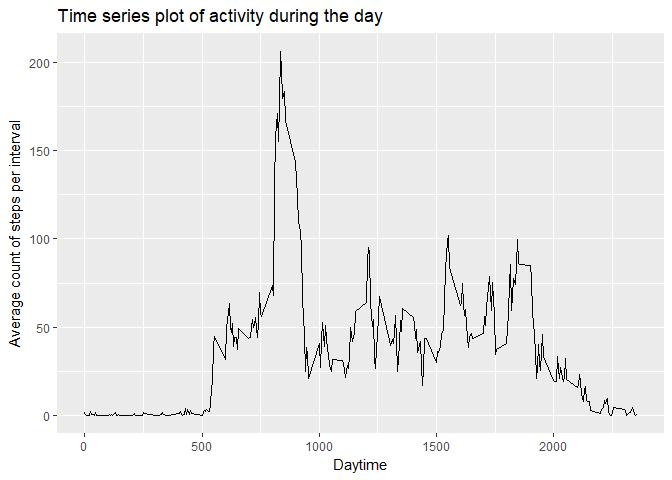 Time series plot of activity during the day
Average count of steps per interval
200
150
100
50
0
0 500 1000 1500 2000
Daytime